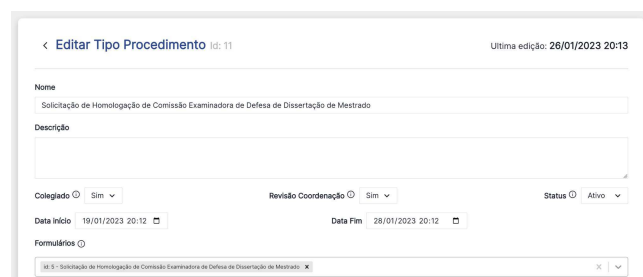 Editar Tipo Procedimento Id: 11
Ultima edição: 26/01/2023 20:13
Nome
Solicitação de Homologação de Comissão Examinadora de Defesa de Dissertação de Mestrado
Descrição
Colegiado Sim Revisão Coordenação Sim Status Ativo
Data Início 19/01/2023 20:12 Data Fim 28/01/2023 20:12
Formulários
id: 5 - Solicitação de Homologação de Comissão Examinadora de Defesa de Dissertação de Mestrado x